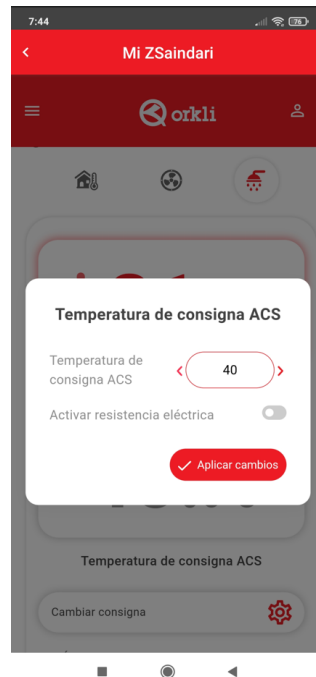 7:44
76
Mi ZSaindari
orkli
Temperatura de consigna ACS
Temperatura de
consigna ACS
40
Activar resistencia eléctrica
Aplicar cambios
Temperatura de consigna ACS
Cambiar consigna